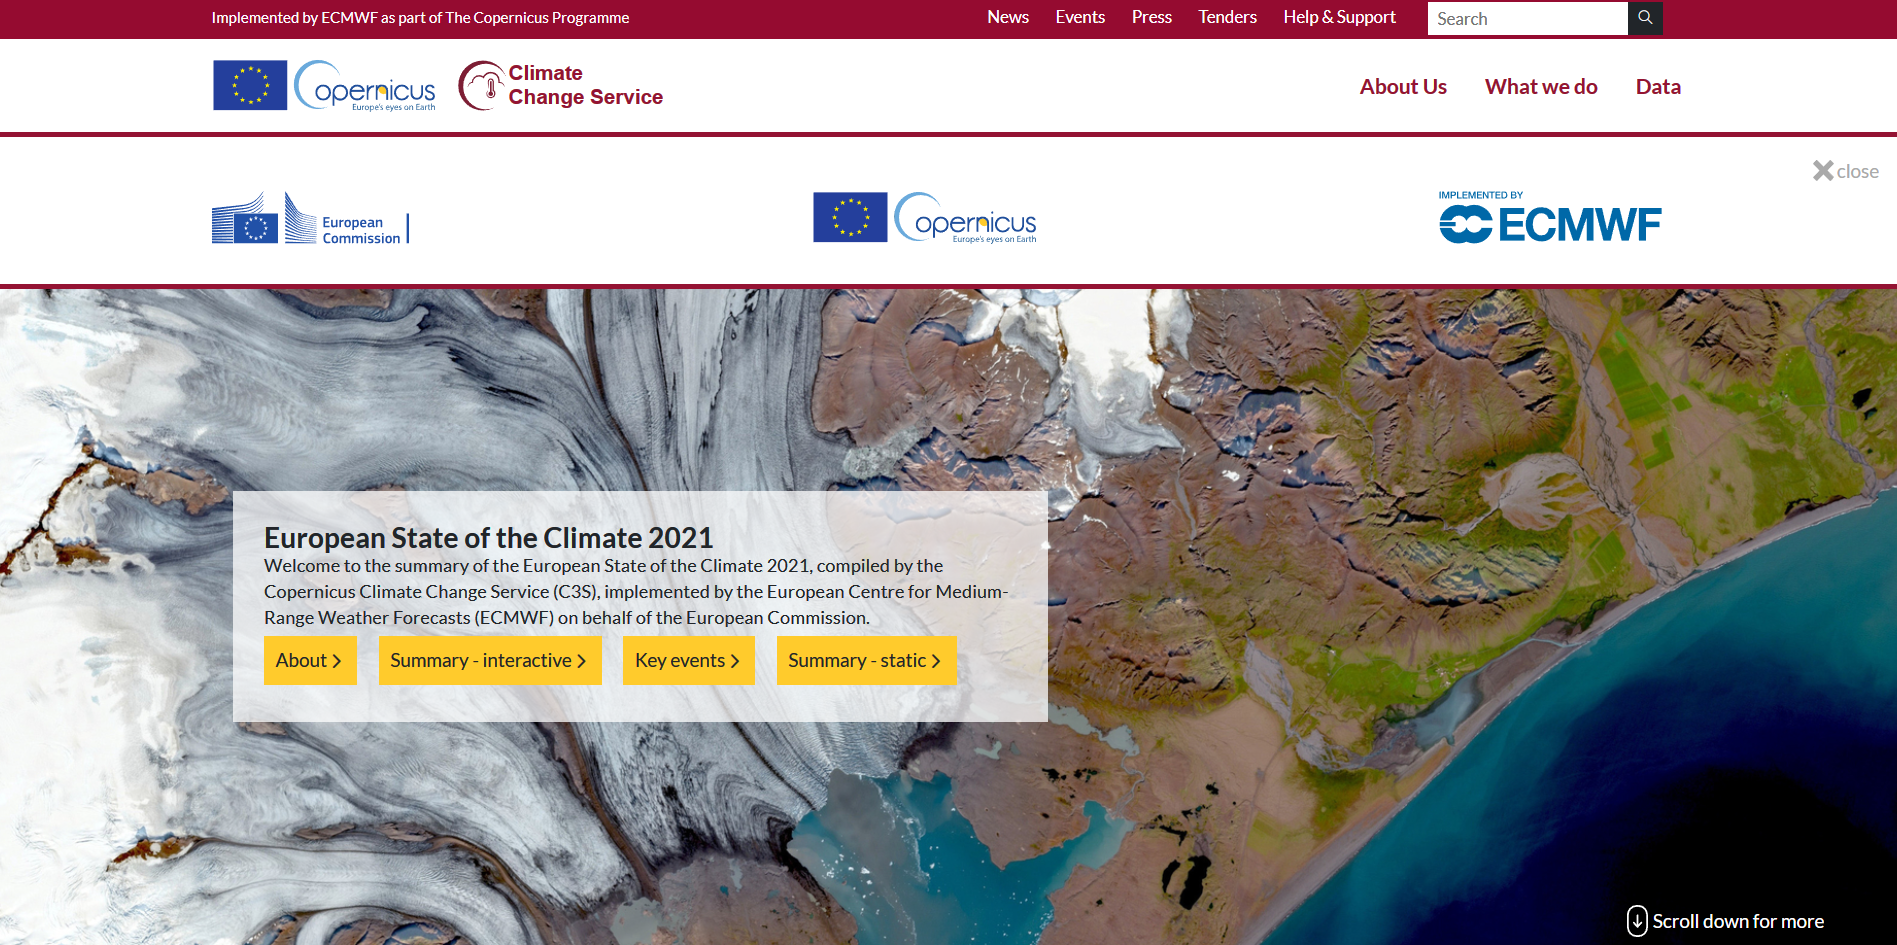 Implemented by ECMWF as part of The Copernicus Programme
News Events Press Tenders Help & Support Search
opernicus
Europe's eyes on Earth
Climate
Change Service
About Us What we do Data
close
European
Commission
opernicus
Europe's eyes on Earth
IMPLEMENTED BY
ECMWF
European State of the Climate 2021
Welcome to the summary of the European State of the Climate 2021, compiled by the
Copernicus Climate Change Service (C3S), implemented by the European Centre for Medium-
Range Weather Forecasts (ECMWF) on behalf of the European Commission.
About Summary - interactive Key events Summary - static
Scroll down for more